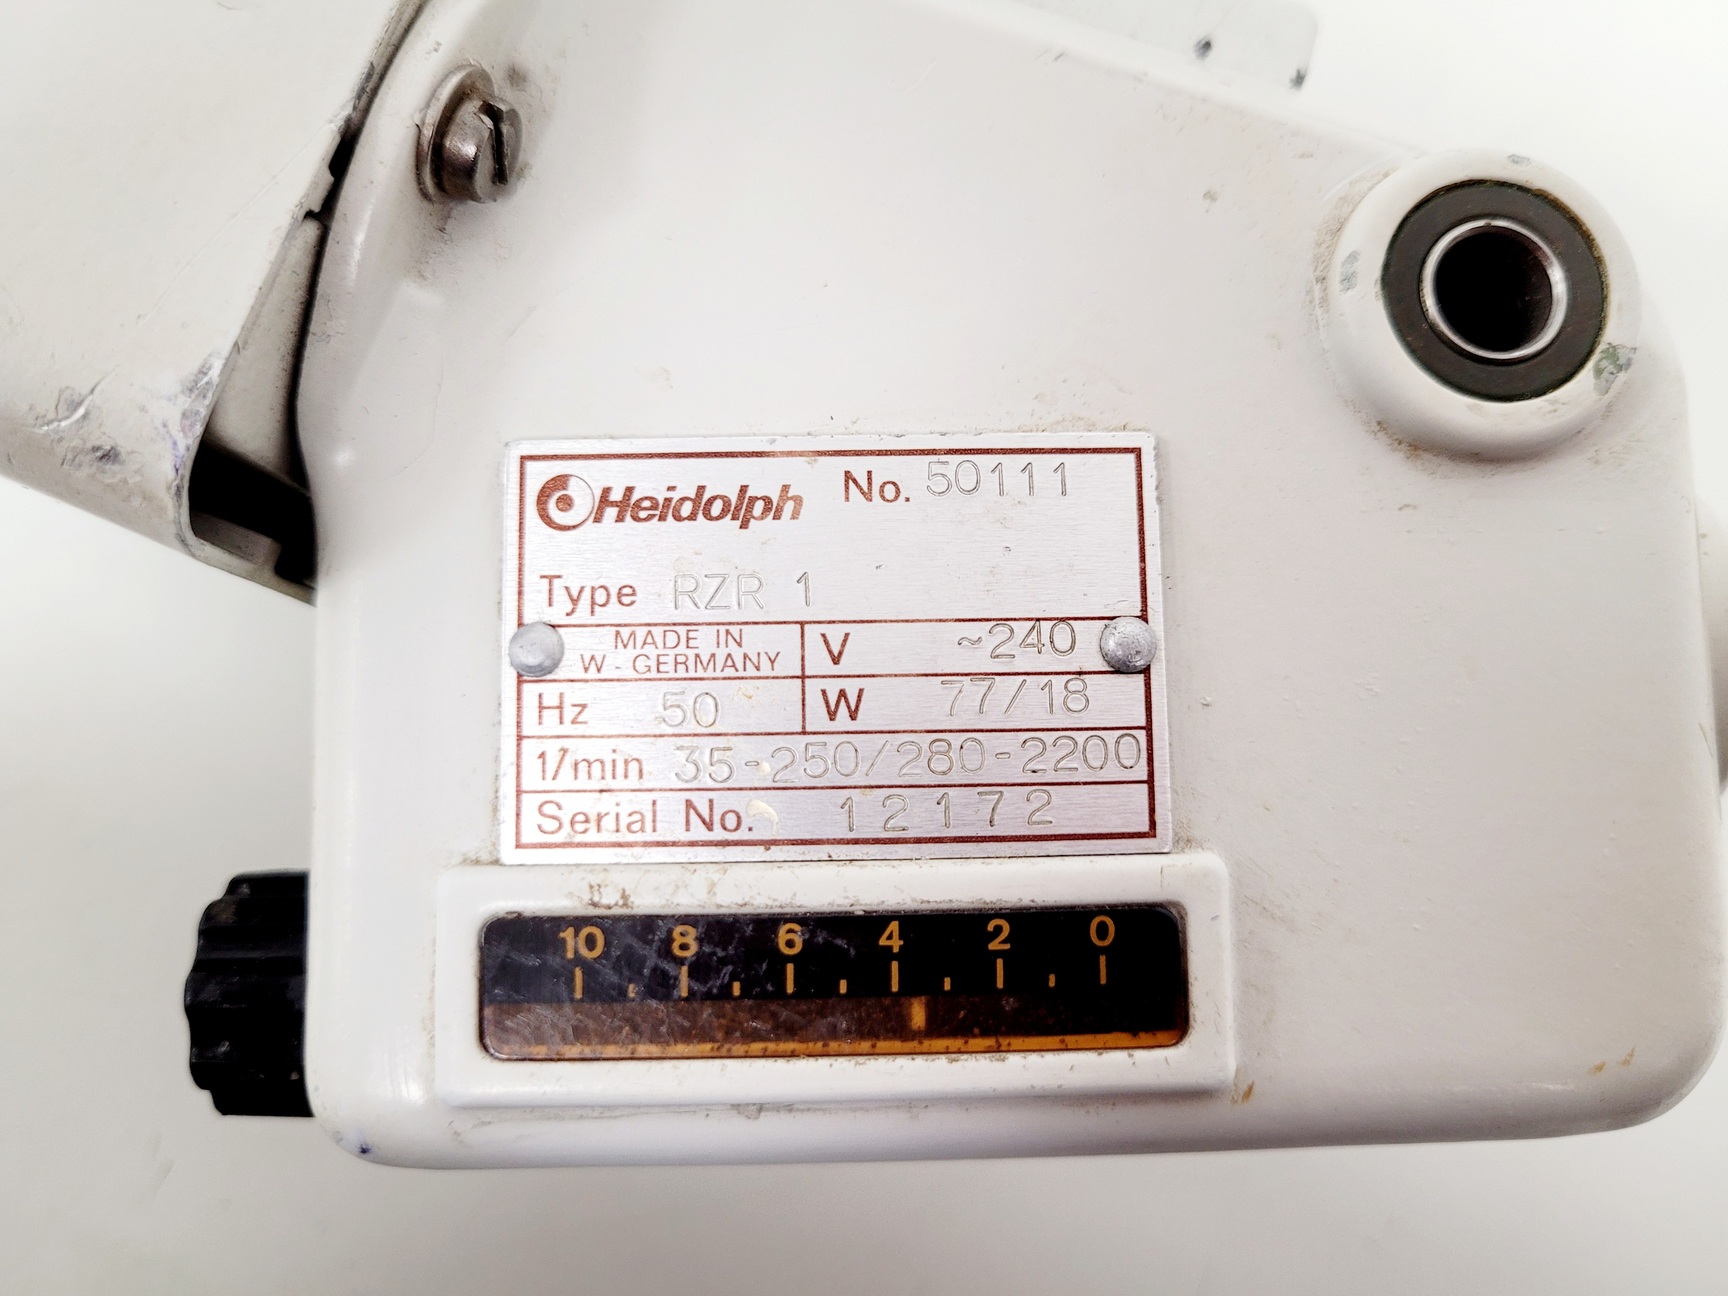 Heidolph No. 50111
Type RZR 1
MADE IN
W-GERMANY
V ~240
Hz 50
W 77/18
1/min 35-250/280-2200
Serial No. 12172
10 8 6 4 2 0